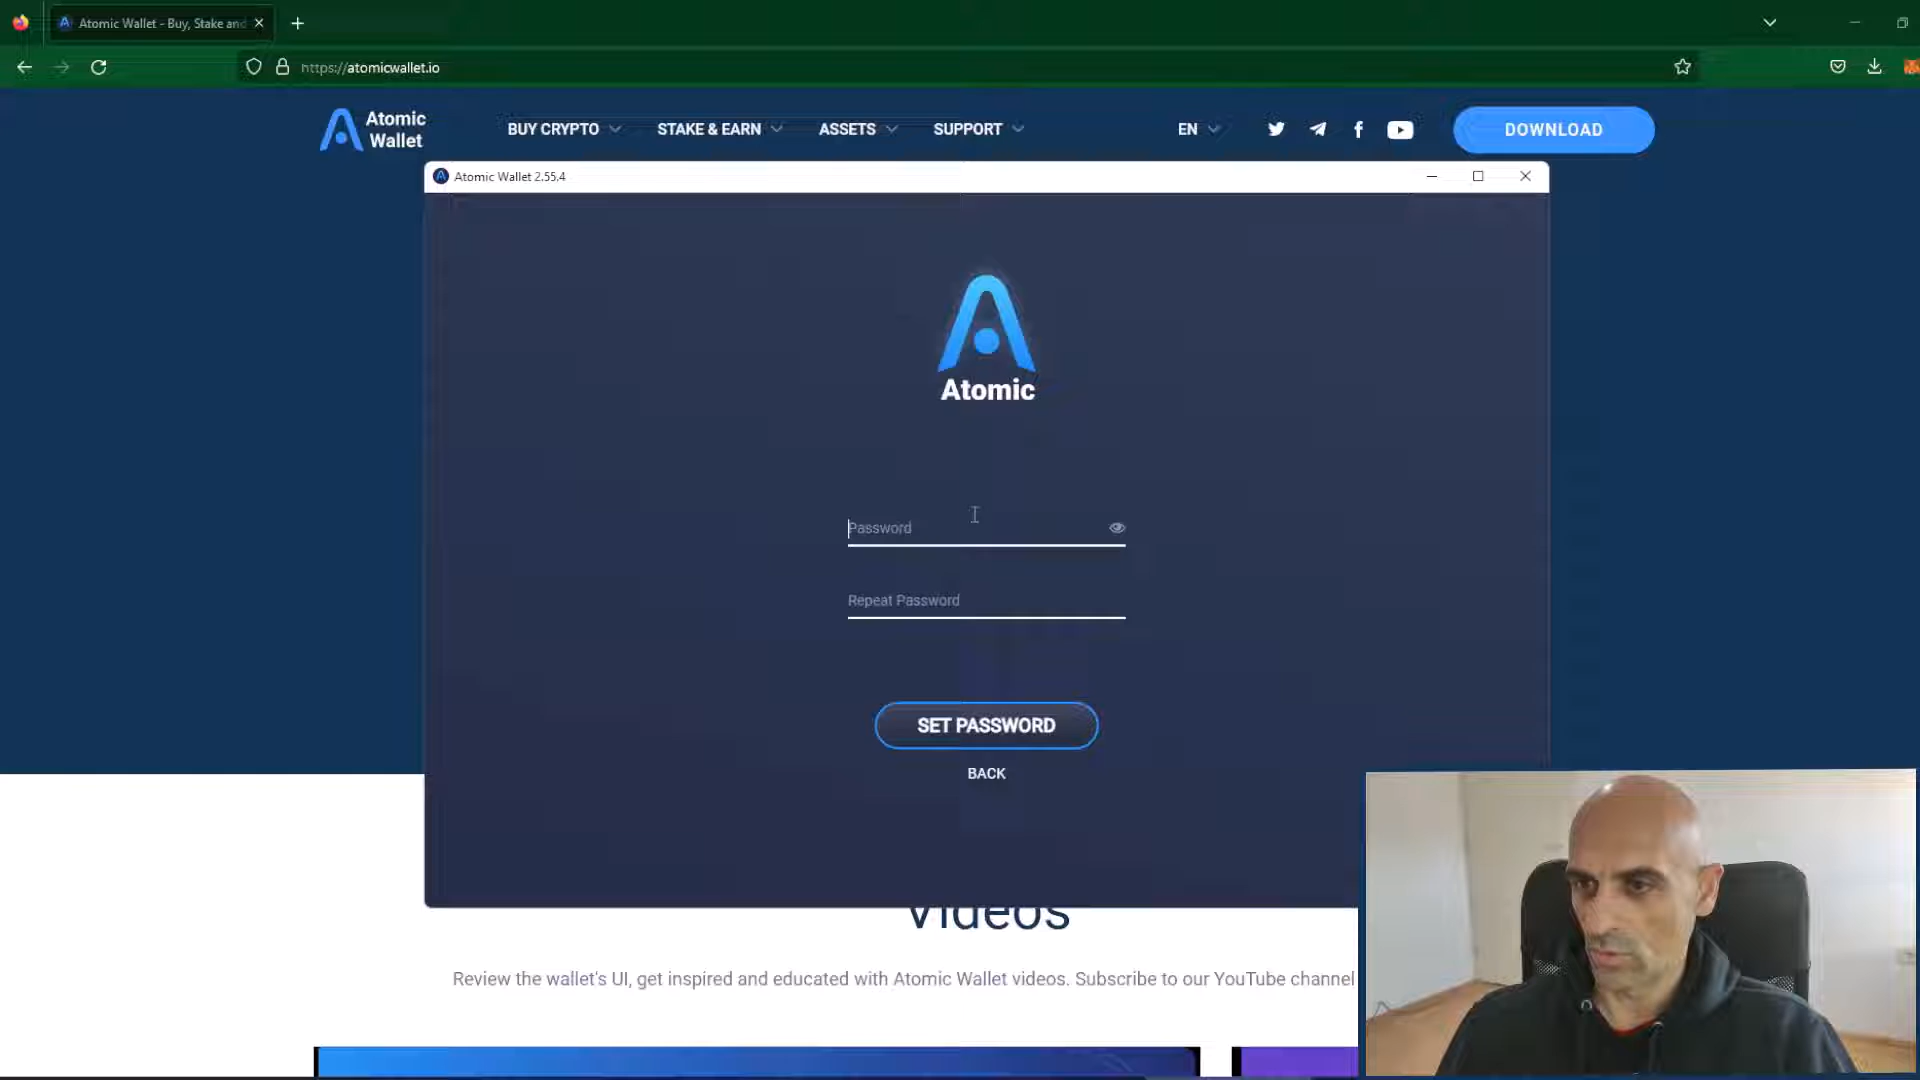 Atomic Wallet - Buy, Stake and
https://atomicwallet.io
Atomic
Wallet
BUY CRYPTO
STAKE & EARN
ASSETS
SUPPORT
EN
DOWNLOAD
Atomic Wallet 2.55.4
Atomic
Password
Repeat Password
SET PASSWORD
BACK
Videos
Review the wallet's UI, get inspired and educated with Atomic Wallet videos. Subscribe to our YouTube channel